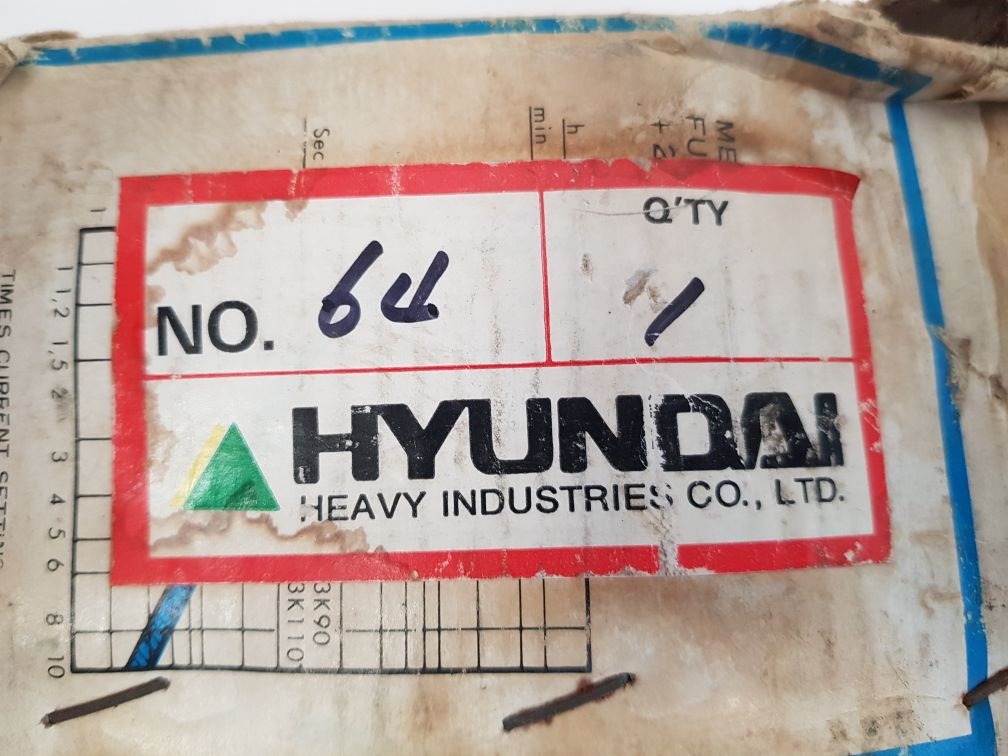 Sec
min
h
ME
FU
+ 2
Q'TY
NO. 64
1
HYUNDAI
HEAVY INDUSTRIES CO., LTD.
1
1
1,2
1,5
2
3
4
5
6
8
10
TIMES CURRENT SETTING
3K90
3K110